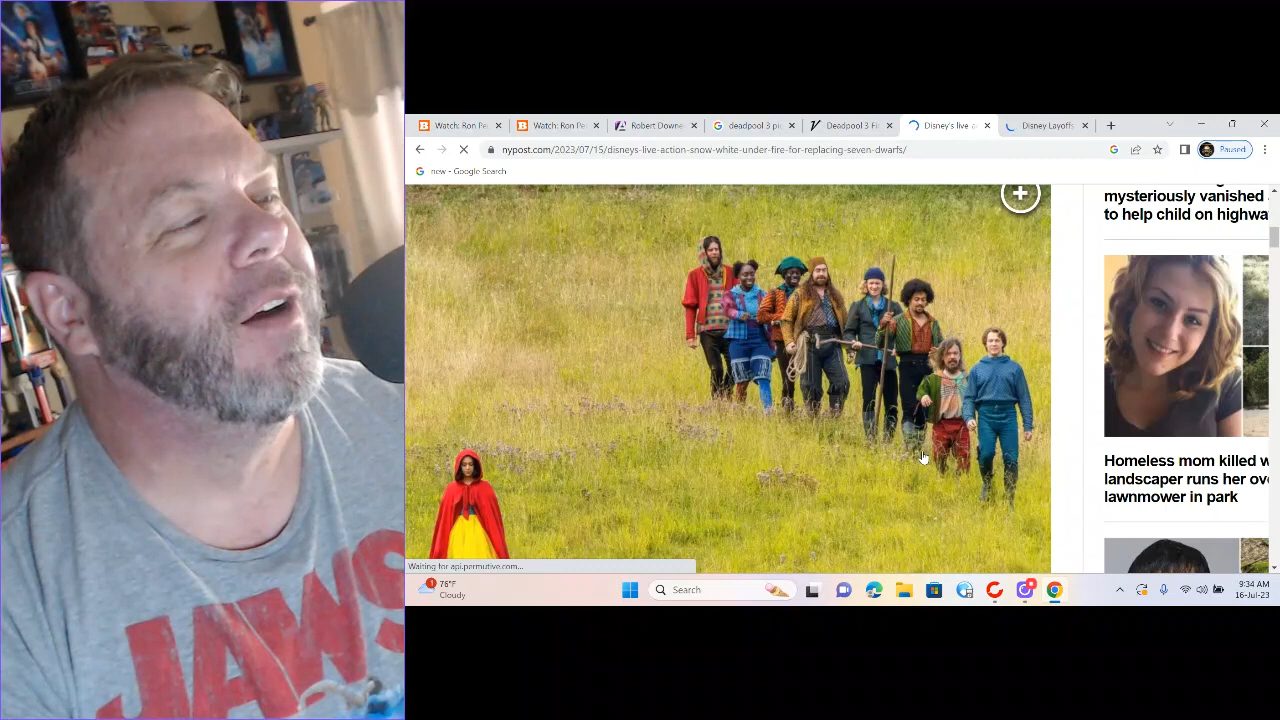 Watch: Ron Pe
Watch: Ron Pe
Robert Downe
deadpool 3 pi
Deadpool 3 Fi
Disney's live-a
Disney Layoffs
nypost.com/2023/07/15/disneys-live-action-snow-white-under-fire-for-replacing-seven-dwarfs/
Paused
new - Google Search
mysteriously vanished
to help child on highwa
Homeless mom killed w
landscaper runs her ov
lawnmower in park
Waiting for api.permutive.com...
JAWS
1
76°F
Cloudy
Search
9:34 AM
16-Jul-23